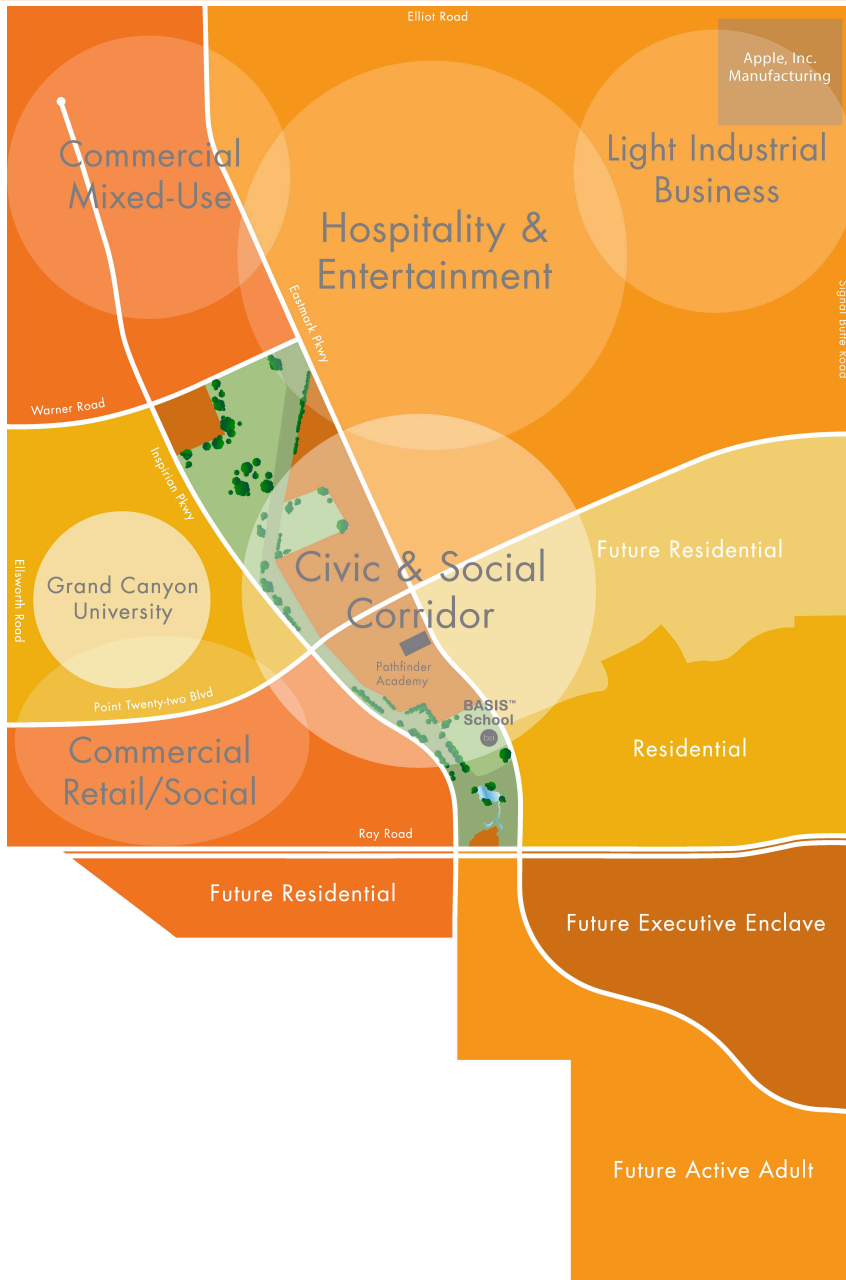 Elliot Road
Apple, Inc.
Manufacturing
Commercial
Mixed-Use
Light Industrial
Business
Hospitality &
Entertainment
Signal Butte Road
Eastmark Pkwy
Warner Road
Inspirian Pkwy
Ellsworth Road
Grand Canyon
University
Civic & Social
Corridor
Future Residential
Pathfinder
Academy
Point Twenty-two Blvd
BASIS™
School
Commercial
Retail/Social
Residential
Ray Road
Future Residential
Future Executive Enclave
Future Active Adult